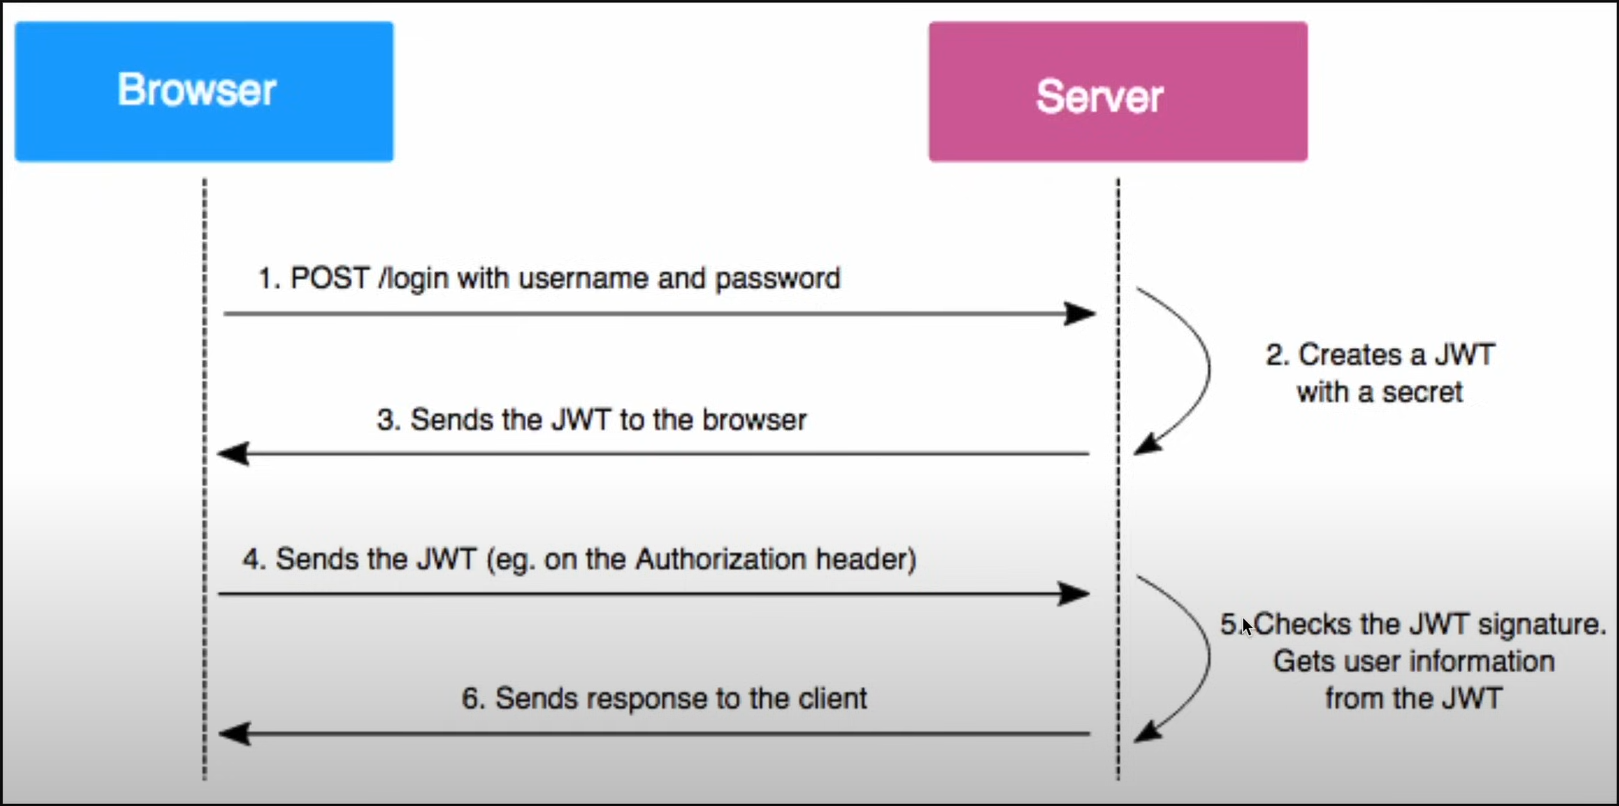 Browser
Server
1. POST /login with username and password
2. Creates a JWT
with a secret
3. Sends the JWT to the browser
4. Sends the JWT (eg. on the Authorization header)
5. Checks the JWT signature.
Gets user information
from the JWT
6. Sends response to the client